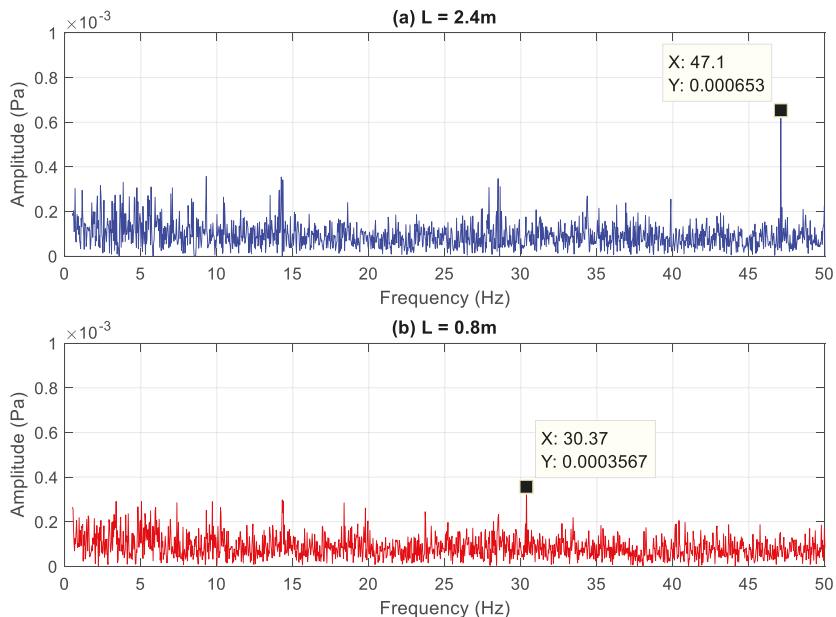 (a) L = 2.4m
×10⁻³
1
0.8
0.6
0.4
0.2
0
Amplitude (Pa)
X: 47.1
Y: 0.000653
0 5 10 15 20 25 30 35 40 45 50
Frequency (Hz)
(b) L = 0.8m
×10⁻³
1
0.8
0.6
0.4
0.2
0
Amplitude (Pa)
X: 30.37
Y: 0.0003567
0 5 10 15 20 25 30 35 40 45 50
Frequency (Hz)